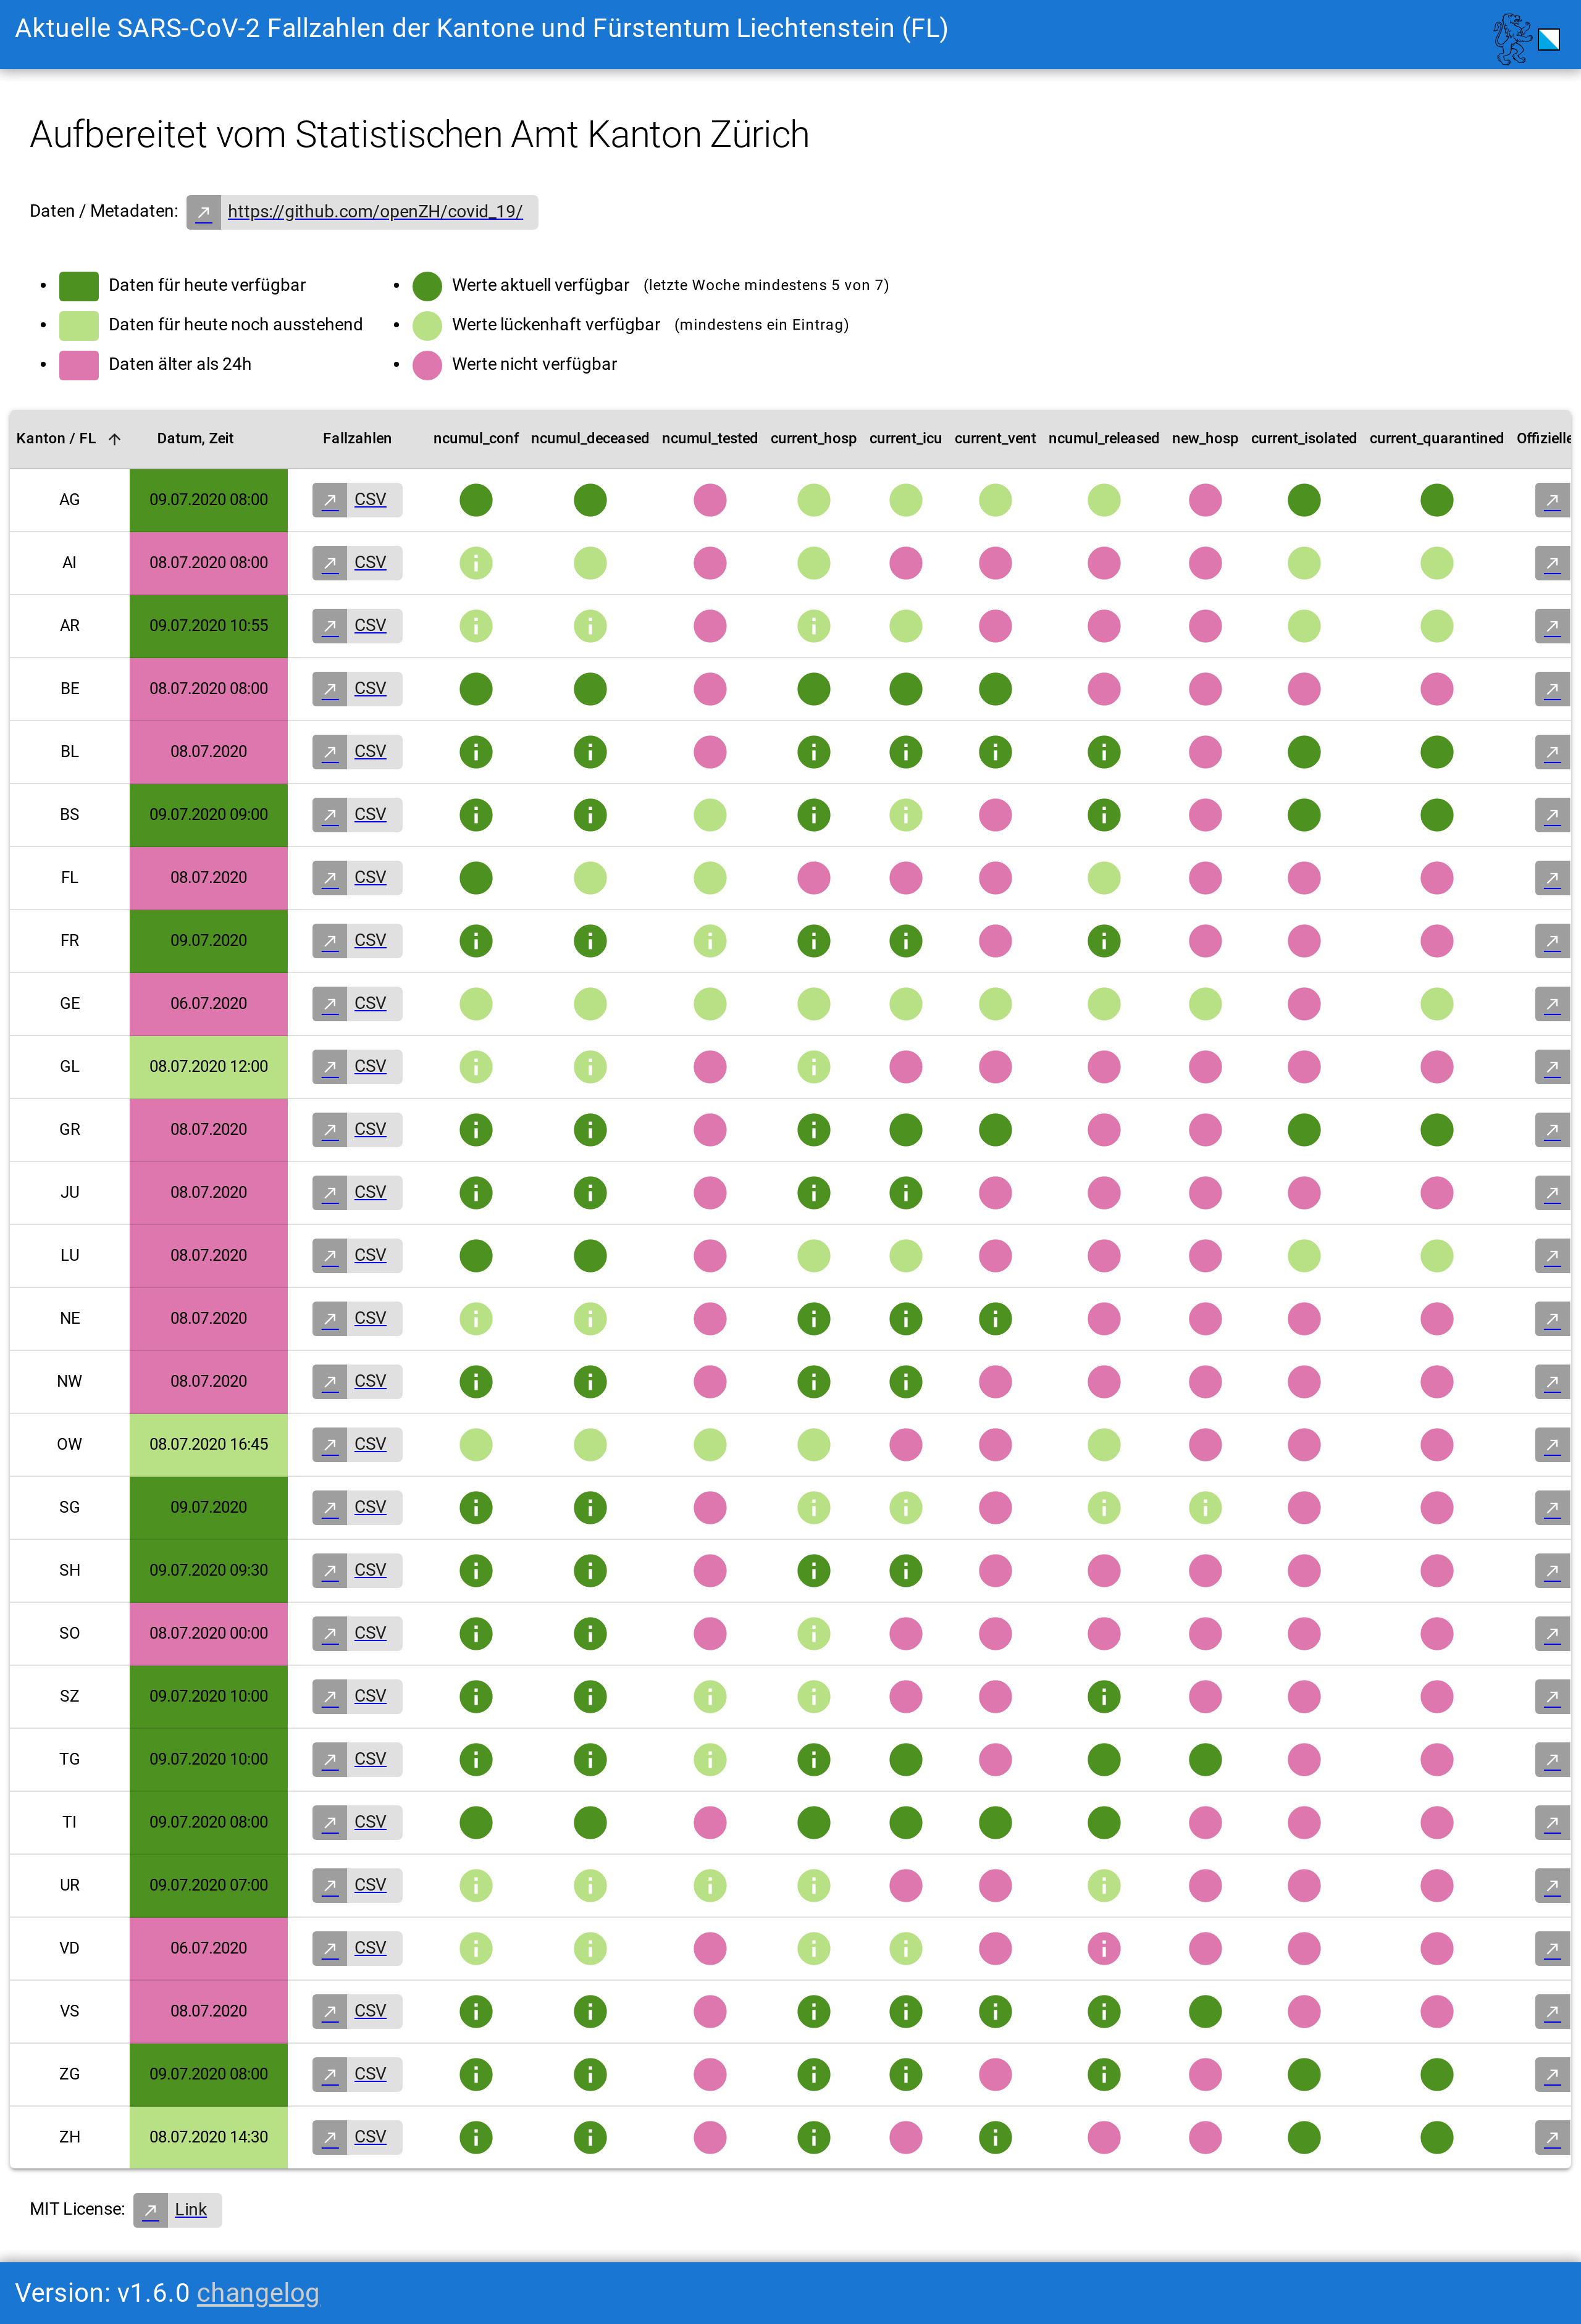 Aktuelle SARS-CoV-2 Fallzahlen der Kantone und Fürstentum Liechtenstein (FL)
Aufbereitet vom Statistischen Amt Kanton Zürich
Daten / Metadaten: https://github.com/openZH/covid_19/
Daten für heute verfügbar
Daten für heute noch ausstehend
Daten älter als 24h
Werte aktuell verfügbar (letzte Woche mindestens 5 von 7)
Werte lückenhaft verfügbar (mindestens ein Eintrag)
Werte nicht verfügbar
Kanton / FL Datum, Zeit Fallzahlen ncumul_conf ncumul_deceased ncumul_tested current_hosp current_icu current_vent ncumul_released new_hosp current_isolated current_quarantined Offizielle
AG 09.07.2020 08:00 CSV
AI 08.07.2020 08:00 CSV
AR 09.07.2020 10:55 CSV
BE 08.07.2020 08:00 CSV
BL 08.07.2020 CSV
BS 09.07.2020 09:00 CSV
FL 08.07.2020 CSV
FR 09.07.2020 CSV
GE 06.07.2020 CSV
GL 08.07.2020 12:00 CSV
GR 08.07.2020 CSV
JU 08.07.2020 CSV
LU 08.07.2020 CSV
NE 08.07.2020 CSV
NW 08.07.2020 CSV
OW 08.07.2020 16:45 CSV
SG 09.07.2020 CSV
SH 09.07.2020 09:30 CSV
SO 08.07.2020 00:00 CSV
SZ 09.07.2020 10:00 CSV
TG 09.07.2020 10:00 CSV
TI 09.07.2020 08:00 CSV
UR 09.07.2020 07:00 CSV
VD 06.07.2020 CSV
VS 08.07.2020 CSV
ZG 09.07.2020 08:00 CSV
ZH 08.07.2020 14:30 CSV
MIT License: Link
Version: v1.6.0 changelog